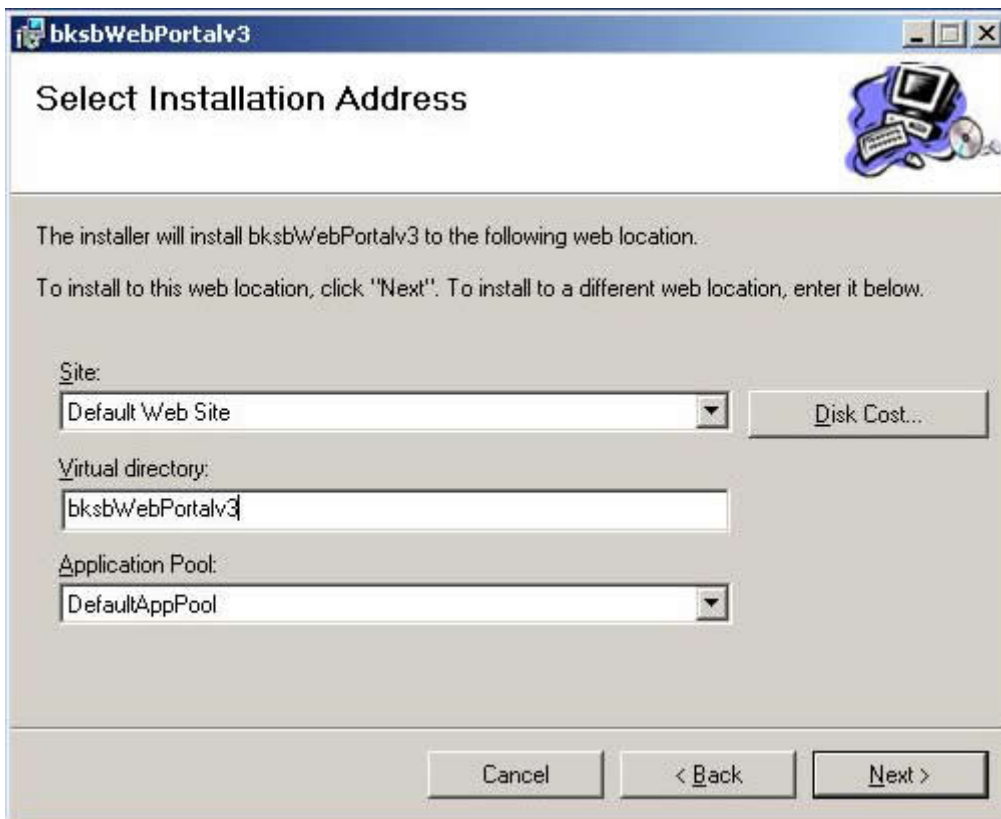 bksbWebPortalv3
Select Installation Address
The installer will install bksbWebPortalv3 to the following web location.
To install to this web location, click "Next". To install to a different web location, enter it below.
Site:
Default Web Site
Disk Cost...
Virtual directory:
bksbWebPortalv3
Application Pool:
DefaultAppPool
Cancel
< Back
Next >